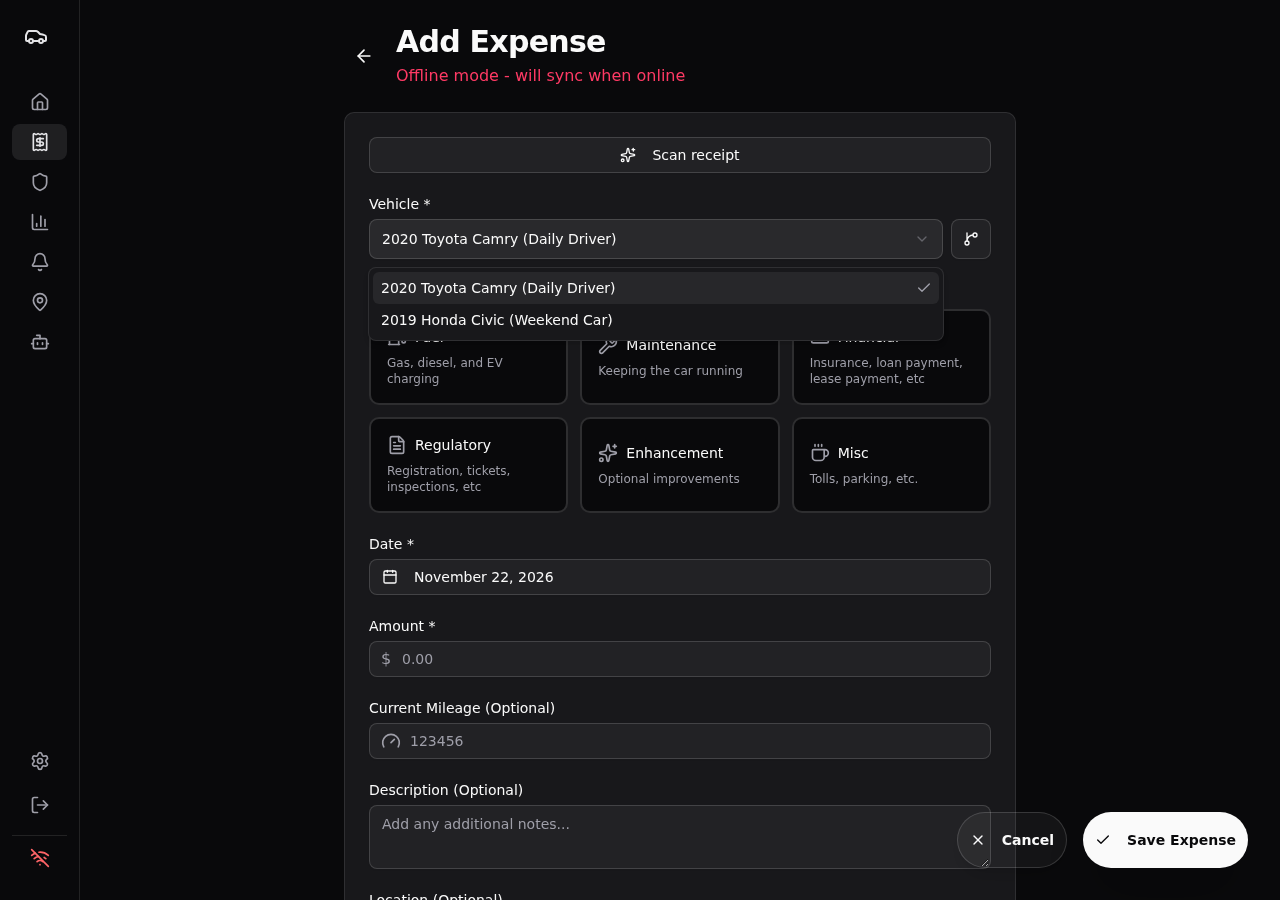 Add Expense
Offline mode - will sync when online
Scan receipt
Vehicle *
2020 Toyota Camry (Daily Driver)
2020 Toyota Camry (Daily Driver)
2019 Honda Civic (Weekend Car)
Maintenance
Gas, diesel, and EV
charging
Keeping the car running
Insurance, loan payment,
lease payment, etc
Regulatory
Registration, tickets,
inspections, etc
Enhancement
Optional improvements
Misc
Tolls, parking, etc.
Date *
November 22, 2026
Amount *
$ 0.00
Current Mileage (Optional)
123456
Description (Optional)
Add any additional notes...
Cancel
Save Expense
Location (Optional)